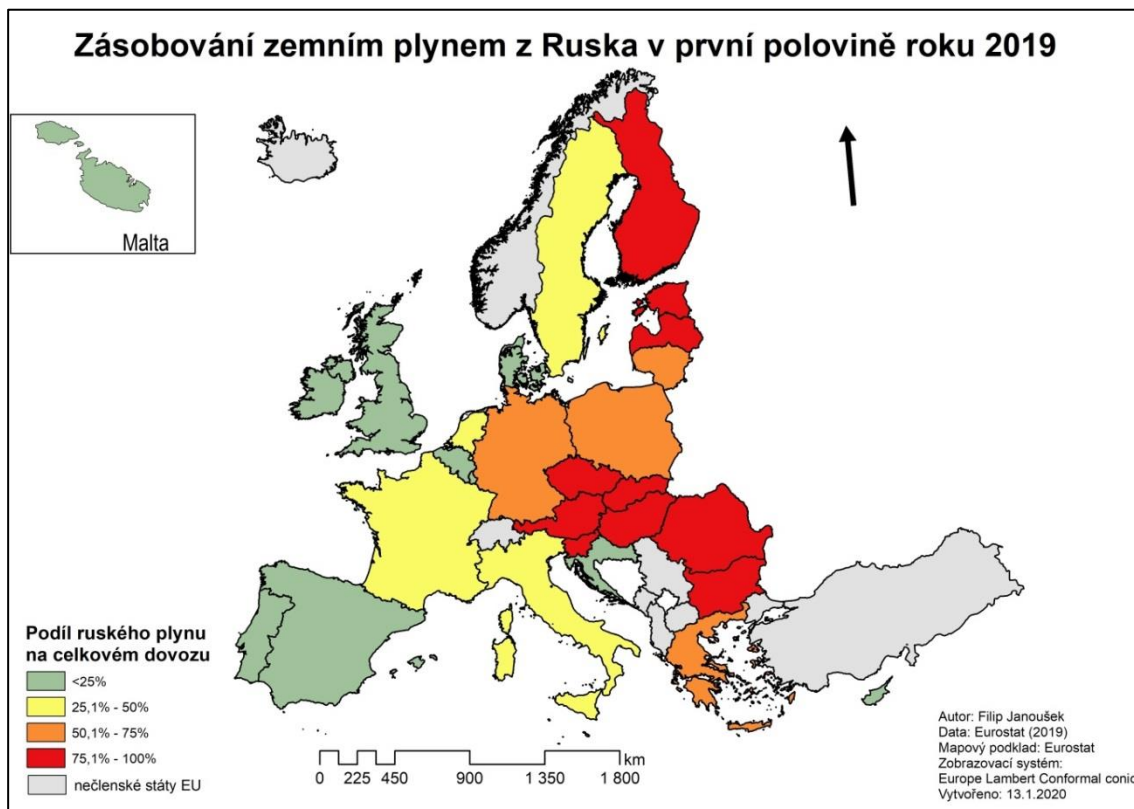 Zásobování zemním plynem z Ruska v první polovině roku 2019
Malta
Podíl ruského plynu
na celkovém dovozu
<25%
25,1% - 50%
50,1% - 75%
75,1% - 100%
nečlenské státy EU
km
0 225 450 900 1 350 1 800
Autor: Filip Janoušek
Data: Eurostat (2019)
Mapový podklad: Eurostat
Zobrazovací systém:
Europe Lambert Conformal conic
Vytvořeno: 13.1.2020